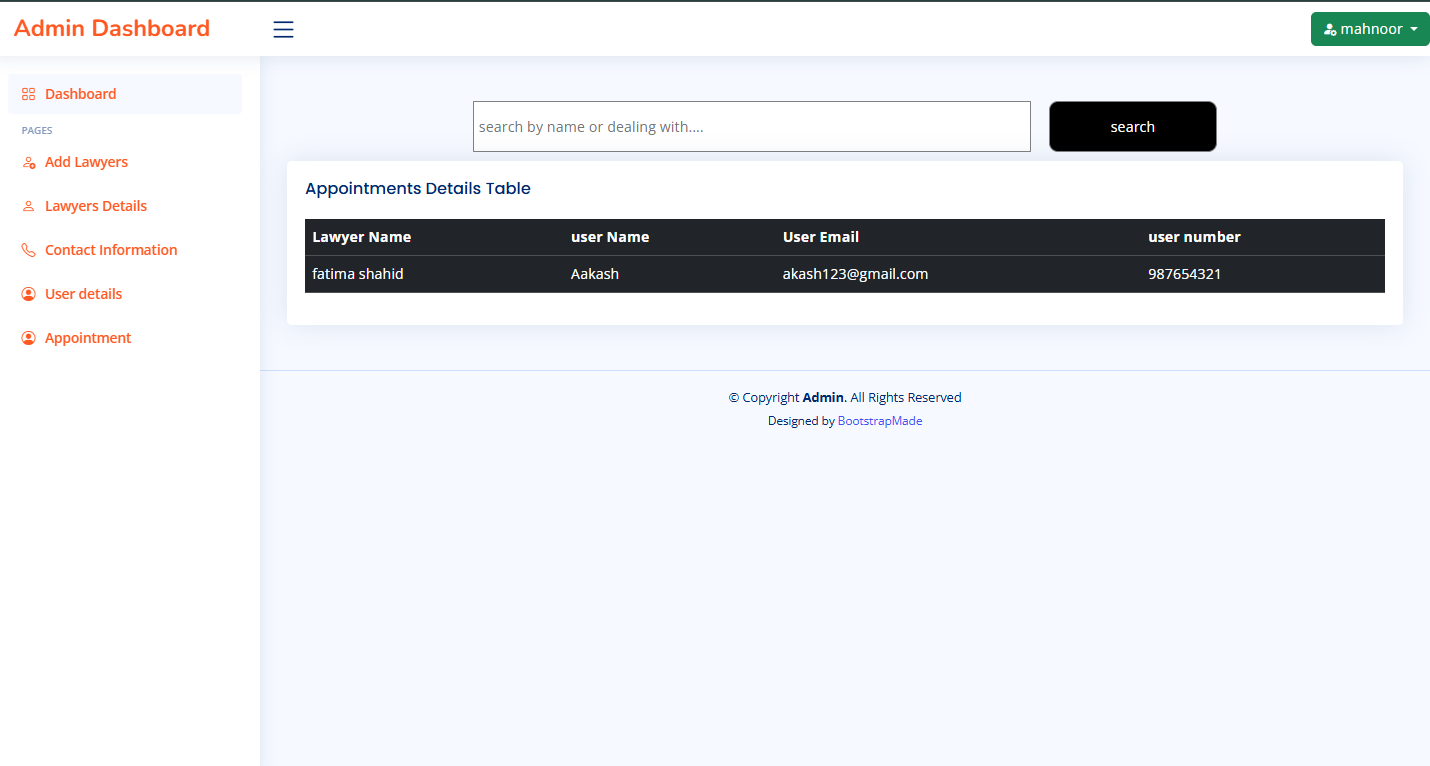 Admin Dashboard
mahnoor
Dashboard
PAGES
Add Lawyers
Lawyers Details
Contact Information
User details
Appointment
search by name or dealing with....
search
Appointments Details Table
Lawyer Name user Name User Email user number
fatima shahid Aakash akash123@gmail.com 987654321
© Copyright Admin. All Rights Reserved
Designed by BootstrapMade